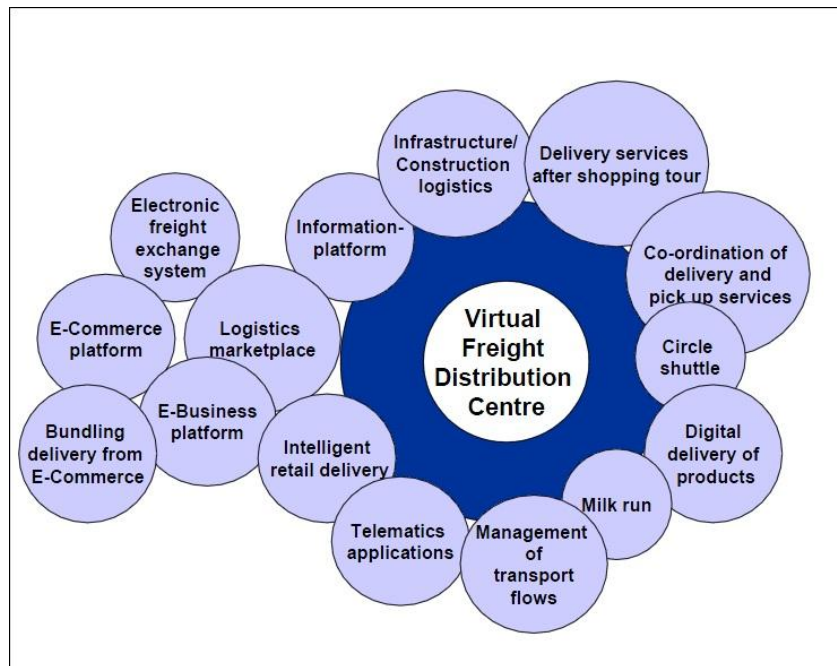 Infrastructure/
Construction
logistics
Delivery services
after shopping tour
Electronic
freight
exchange
system
Information-
platform
Co-ordination of
delivery and
pick up services
E-Commerce
platform
Logistics
marketplace
Virtual
Freight
Distribution
Centre
Circle
shuttle
E-Business
platform
Bundling
delivery from
E-Commerce
Intelligent
retail delivery
Digital
delivery of
products
Milk run
Telematics
applications
Management
of
transport
flows